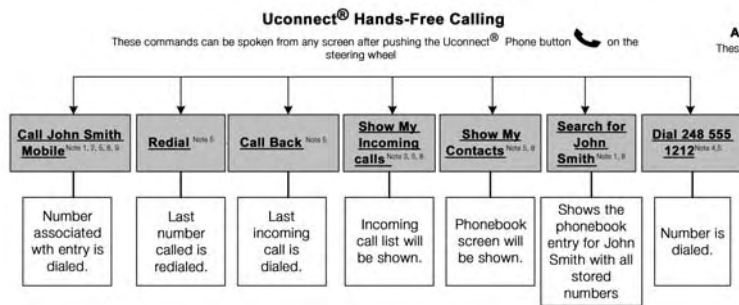 Uconnect® Hands-Free Calling
These commands can be spoken from any screen after pushing the Uconnect® Phone button on the
steering wheel
A
Thes
Call John Smith
Mobile Note 1, 2, 5, 8, 9
Redial Note 5
Call Back Note 5
Show My
Incoming
calls Note 3, 5, 8
Show My
Contacts Note 5, 8
Search for
John
Smith Note 1, 8
Dial 248 555
1212 Note 4,5
Number
associated
wth entry is
dialed.
Last
number
called is
redialed.
Last
incoming
call is
dialed.
Incoming
call list will
be shown.
Phonebook
screen will
be shown.
Shows the
phonebook
entry for John
Smith with all
stored
numbers
Number is
dialed.